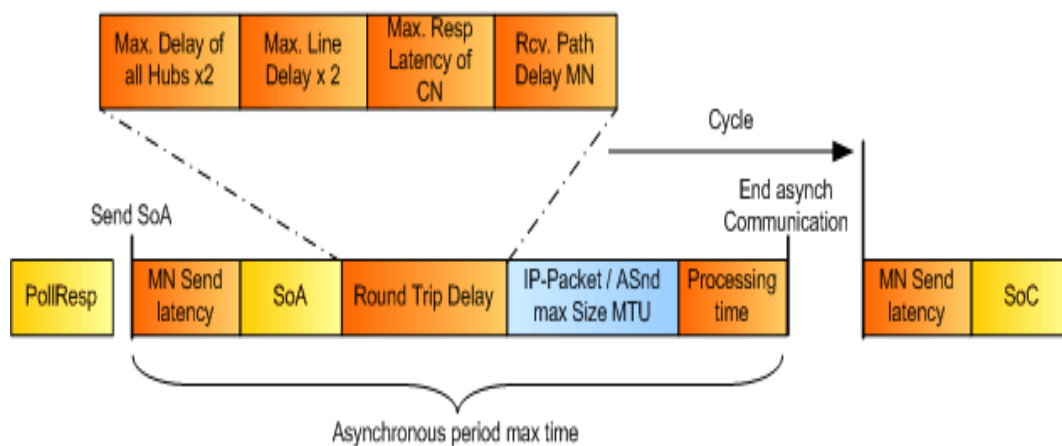 Max. Delay of
all Hubs x2
Max. Line
Delay x 2
Max. Resp
Latency of
CN
Rcv. Path
Delay MN
Cycle
Send SoA
End asynch
Communication
PollResp
MN Send
latency
SoA
Round Trip Delay
IP-Packet / ASnd
max Size MTU
Processing
time
MN Send
latency
SoC
Asynchronous period max time